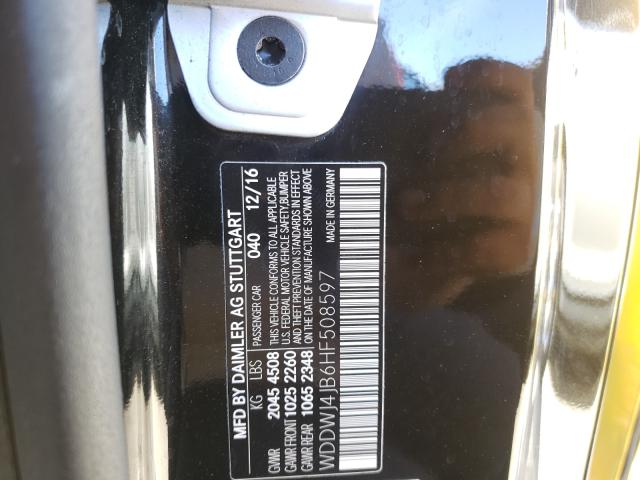 MFD BY DAIMLER AG STUTTGART
KG LBS PASSENGER CAR 040 12/16
GVWR 2045 4508 THIS VEHICLE CONFORMS TO ALL APPLICABLE
GAWR FRONT 1025 2260 U.S. FEDERAL MOTOR VEHICLE SAFETY, BUMPER
AND THEFT PREVENTION STANDARDS IN EFFECT
GAWR REAR 1065 2348 ON THE DATE OF MANUFACTURE SHOWN ABOVE
WDDWJ4JB6HF508597 MADE IN GERMANY